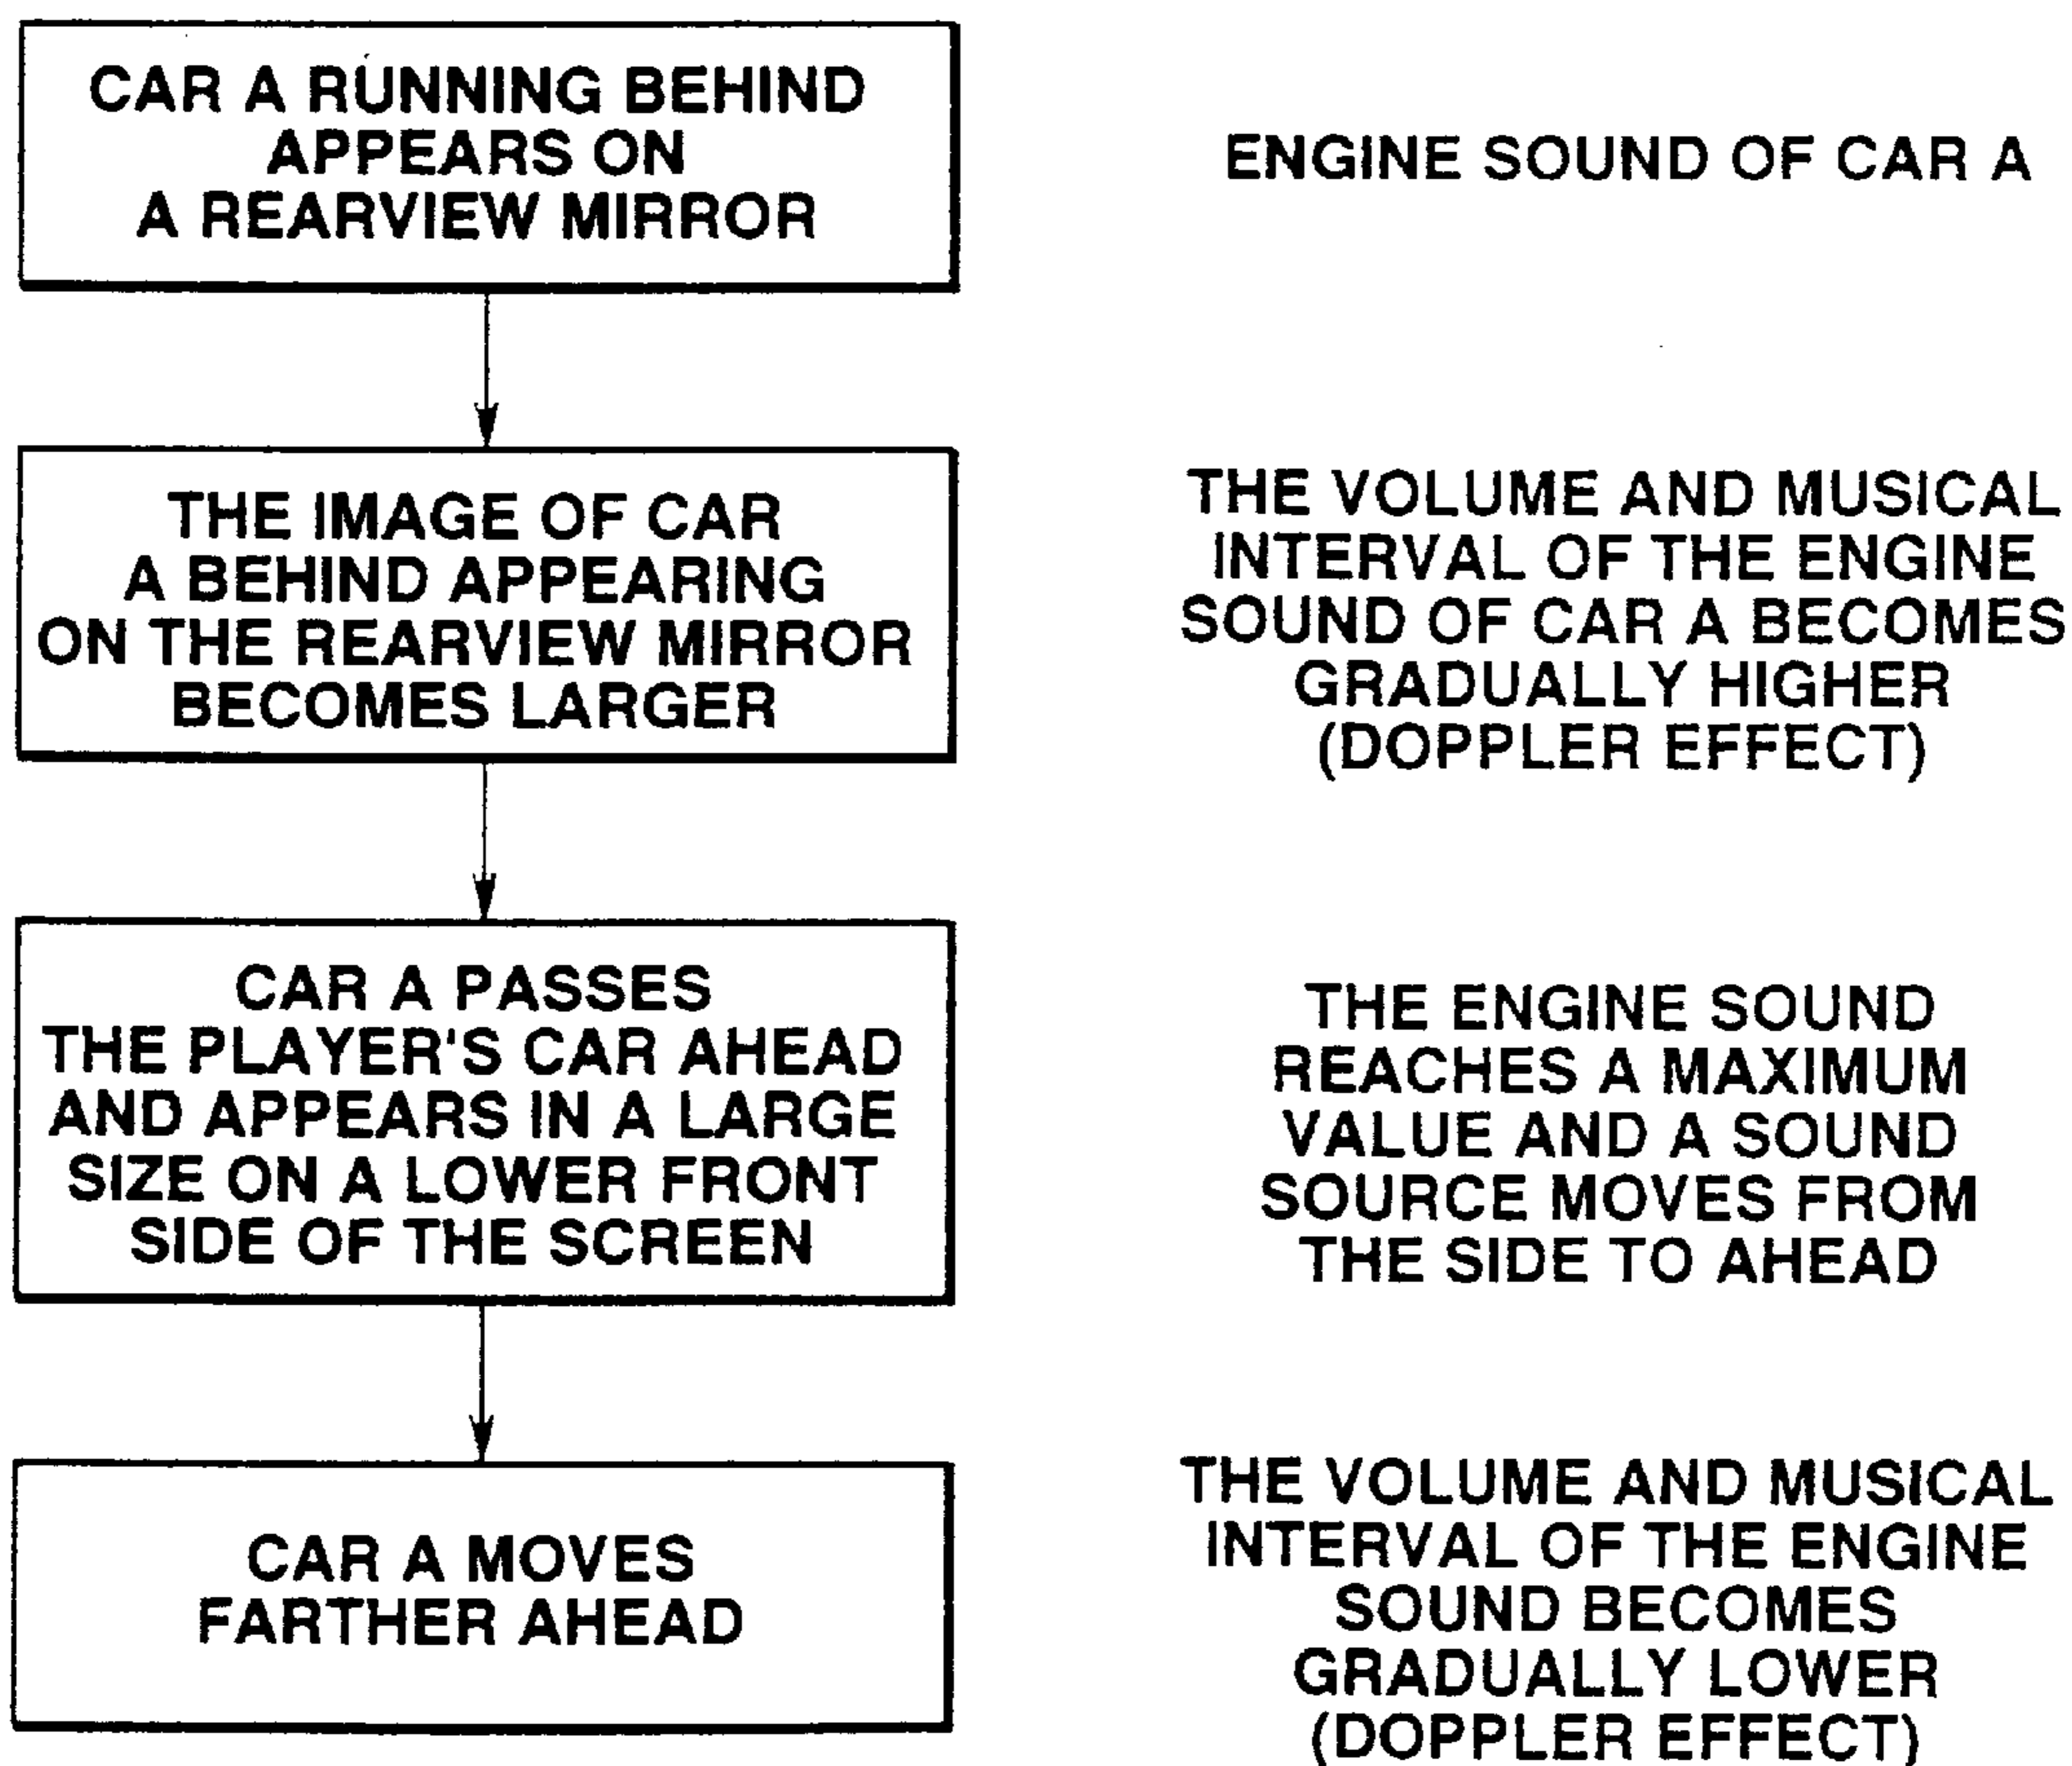 CAR A RUNNING BEHIND
APPEARS ON
A REARVIEW MIRROR
ENGINE SOUND OF CAR A
THE IMAGE OF CAR
A BEHIND APPEARING
ON THE REARVIEW MIRROR
BECOMES LARGER
THE VOLUME AND MUSICAL
INTERVAL OF THE ENGINE
SOUND OF CAR A BECOMES
GRADUALLY HIGHER
(DOPPLER EFFECT)
CAR A PASSES
THE PLAYER'S CAR AHEAD
AND APPEARS IN A LARGE
SIZE ON A LOWER FRONT
SIDE OF THE SCREEN
THE ENGINE SOUND
REACHES A MAXIMUM
VALUE AND A SOUND
SOURCE MOVES FROM
THE SIDE TO AHEAD
CAR A MOVES
FARTHER AHEAD
THE VOLUME AND MUSICAL
INTERVAL OF THE ENGINE
SOUND BECOMES
GRADUALLY LOWER
(DOPPLER EFFECT)